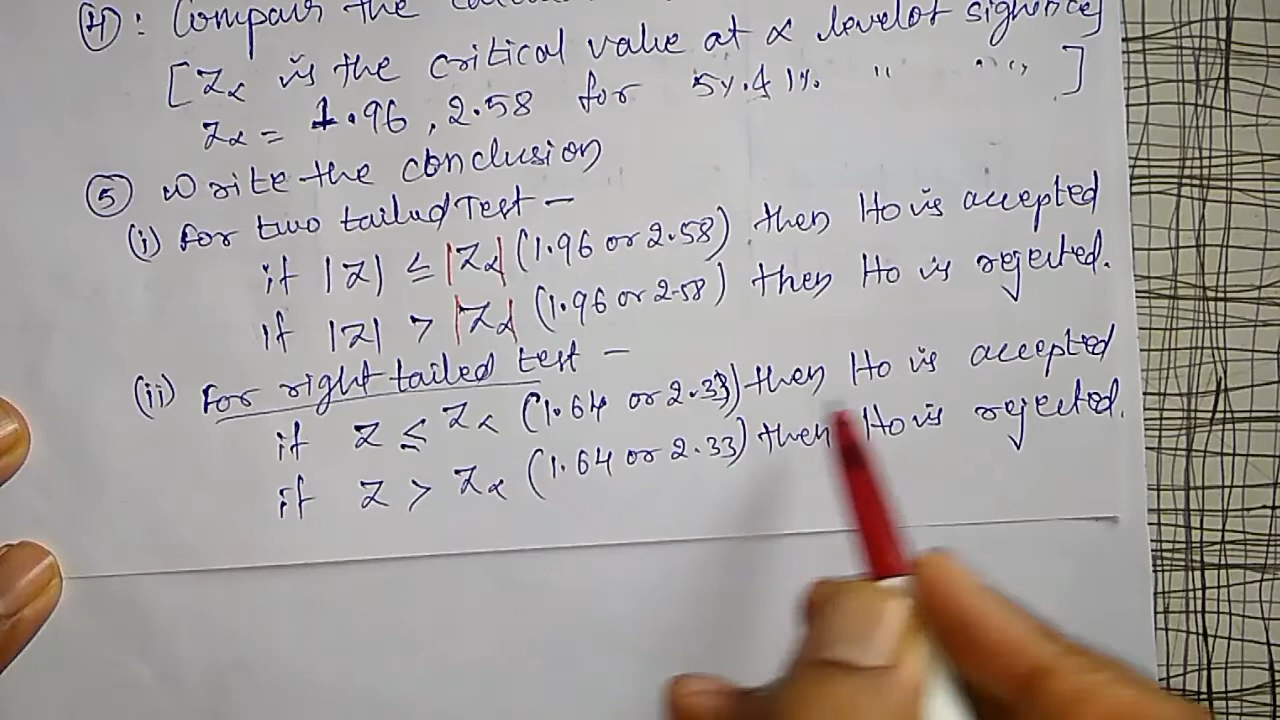 ④ : Compair the
[Zα is the critical value at α level of
Zα = 1.96, 2.58 for 5% & 1% " " ]
⑤ Write the conclusion
(i) For two tailed Test —
if |Z| ≤ |Zα| (1.96 or 2.58) then Ho is accepted
if |Z| > |Zα| (1.96 or 2.58) then Ho is rejected.
(ii) For right tailed test —
if Z ≤ Zα (1.64 or 2.33) then Ho is accepted
if Z > Zα (1.64 or 2.33) then Ho is rejected.